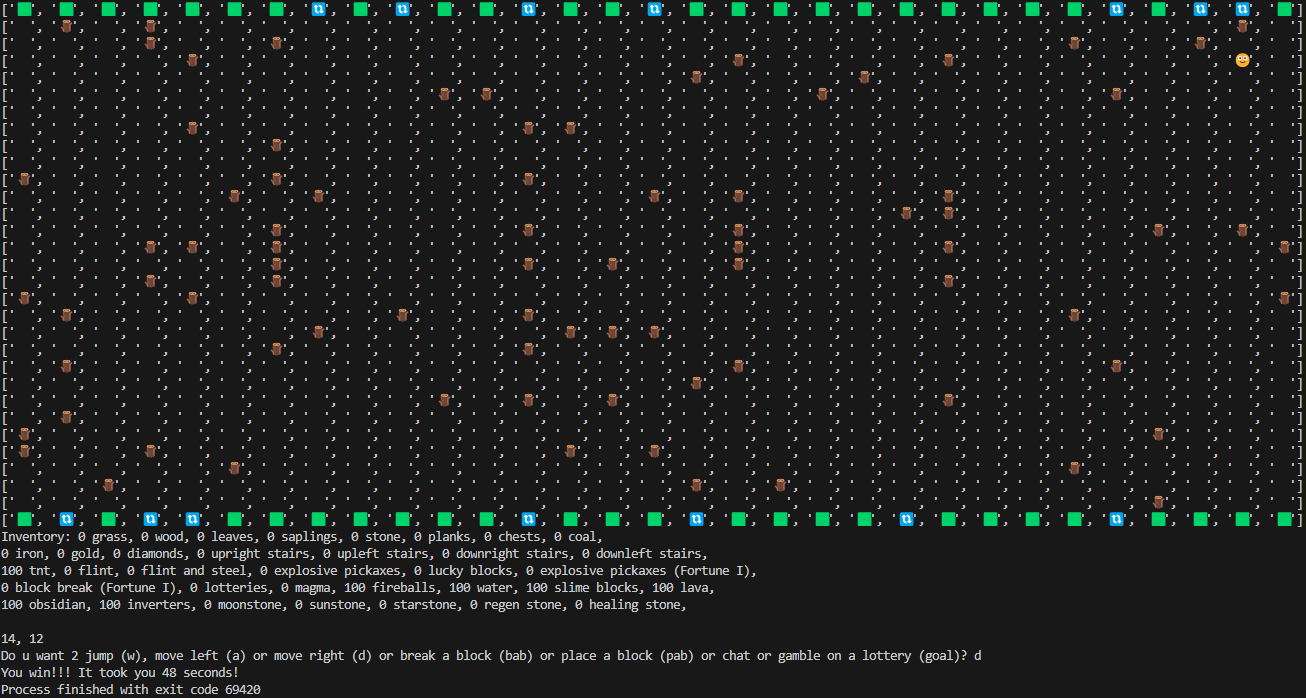 Inventory: 0 grass, 0 wood, 0 leaves, 0 saplings, 0 stone, 0 planks, 0 chests, 0 coal,
0 iron, 0 gold, 0 diamonds, 0 upright stairs, 0 upleft stairs, 0 downright stairs, 0 downleft stairs,
100 tnt, 0 flint, 0 flint and steel, 0 explosive pickaxes, 0 lucky blocks, 0 explosive pickaxes (Fortune I),
0 block break (Fortune I), 0 lotteries, 0 magma, 100 fireballs, 100 water, 100 slime blocks, 100 lava,
100 obsidian, 100 inverters, 0 moonstone, 0 sunstone, 0 starstone, 0 regen stone, 0 healing stone,
14, 12
Do u want 2 jump (w), move left (a) or move right (d) or break a block (bab) or place a block (pab) or chat or gamble on a lottery (goal)? d
You win!!! It took you 48 seconds!
Process finished with exit code 69420